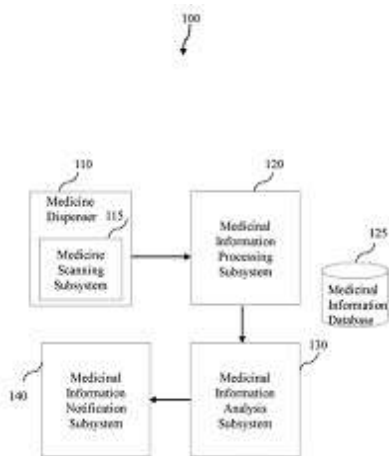 100
110
Medicine
Dispenser
115
Medicine
Scanning
Subsystem
120
Medicinal
Information
Processing
Subsystem
125
Medicinal
Information
Database
130
Medicinal
Information
Analysis
Subsystem
140
Medicinal
Information
Notification
Subsystem